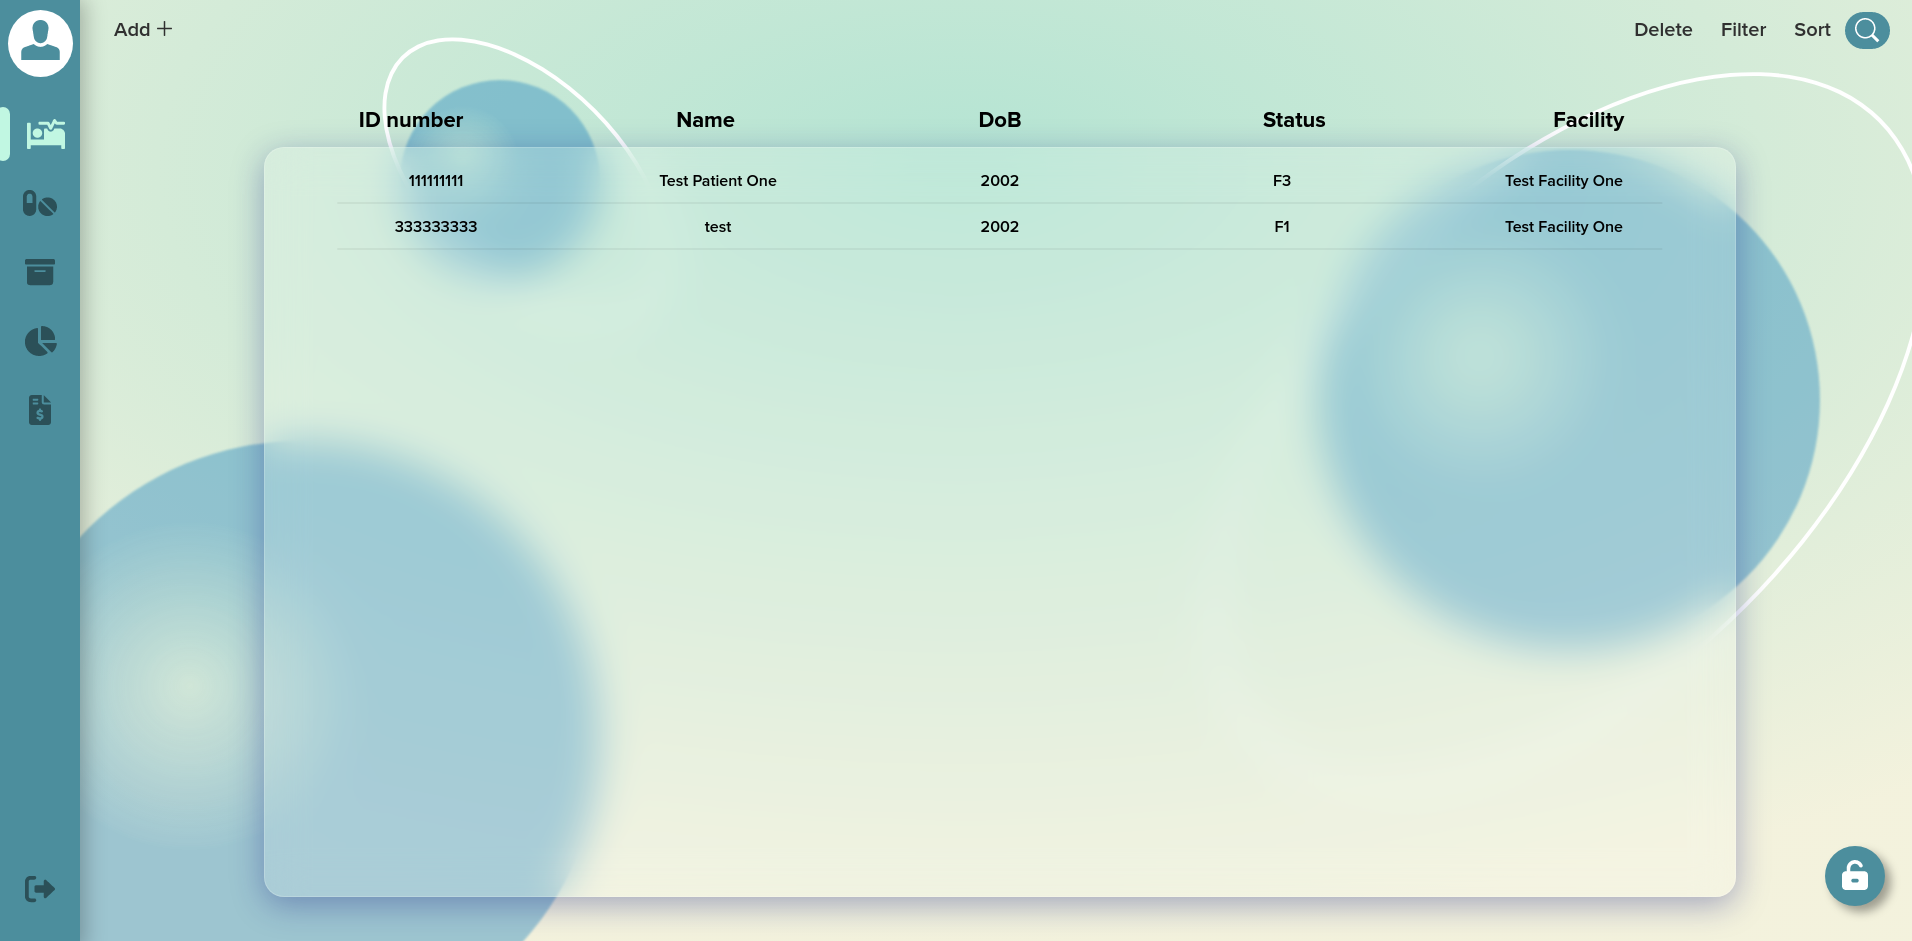 Add +
Delete Filter Sort
ID number Name DoB Status Facility
111111111 Test Patient One 2002 F3 Test Facility One
333333333 test 2002 F1 Test Facility One
$